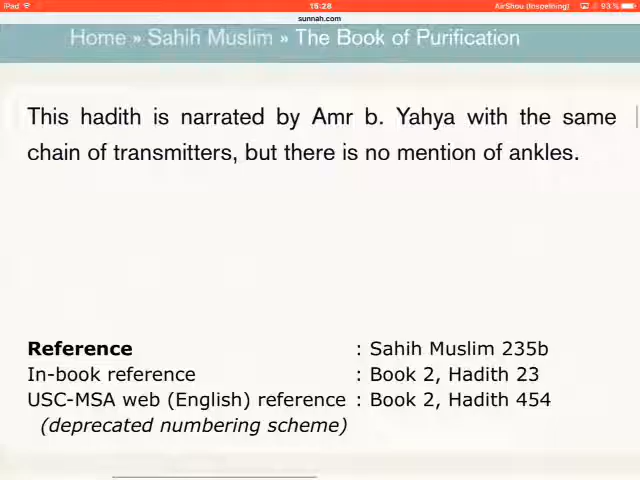 iPad 15:28 AirShou (Inspelning) 93 %
sunnah.com
Home » Sahih Muslim » The Book of Purification
This hadith is narrated by Amr b. Yahya with the same
chain of transmitters, but there is no mention of ankles.
Reference : Sahih Muslim 235b
In-book reference : Book 2, Hadith 23
USC-MSA web (English) reference : Book 2, Hadith 454
(deprecated numbering scheme)